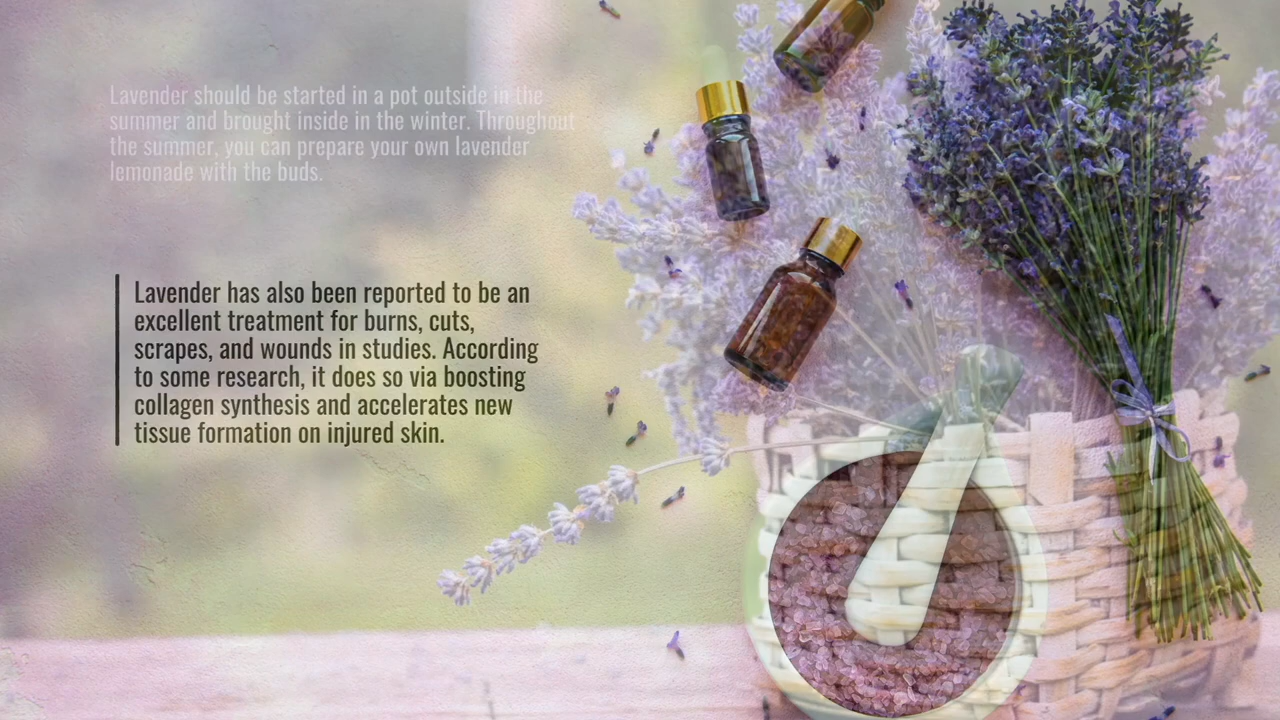 Lavender should be started in a pot outside in the
summer and brought inside in the winter. Throughout
the summer, you can prepare your own lavender
lemonade with the buds.
Lavender has also been reported to be an
excellent treatment for burns, cuts,
scrapes, and wounds in studies. According
to some research, it does so via boosting
collagen synthesis and accelerates new
tissue formation on injured skin.